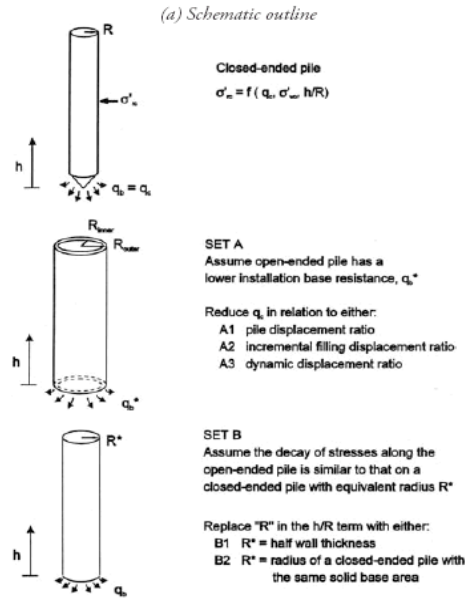 (a) Schematic outline
R
Closed-ended pile
σ'rc = f ( qc, σ'vo, h/R)
σ'rc
h
qb = qc
Rinner
Router
SET A
Assume open-ended pile has a
lower installation base resistance, qb*
Reduce qc in relation to either:
A1 pile displacement ratio
A2 incremental filling displacement ratio
A3 dynamic displacement ratio
h
qb*
R*
SET B
Assume the decay of stresses along the
open-ended pile is similar to that on a
closed-ended pile with equivalent radius R*
Replace "R" in the h/R term with either:
B1 R* = half wall thickness
B2 R* = radius of a closed-ended pile with
the same solid base area
h
qb